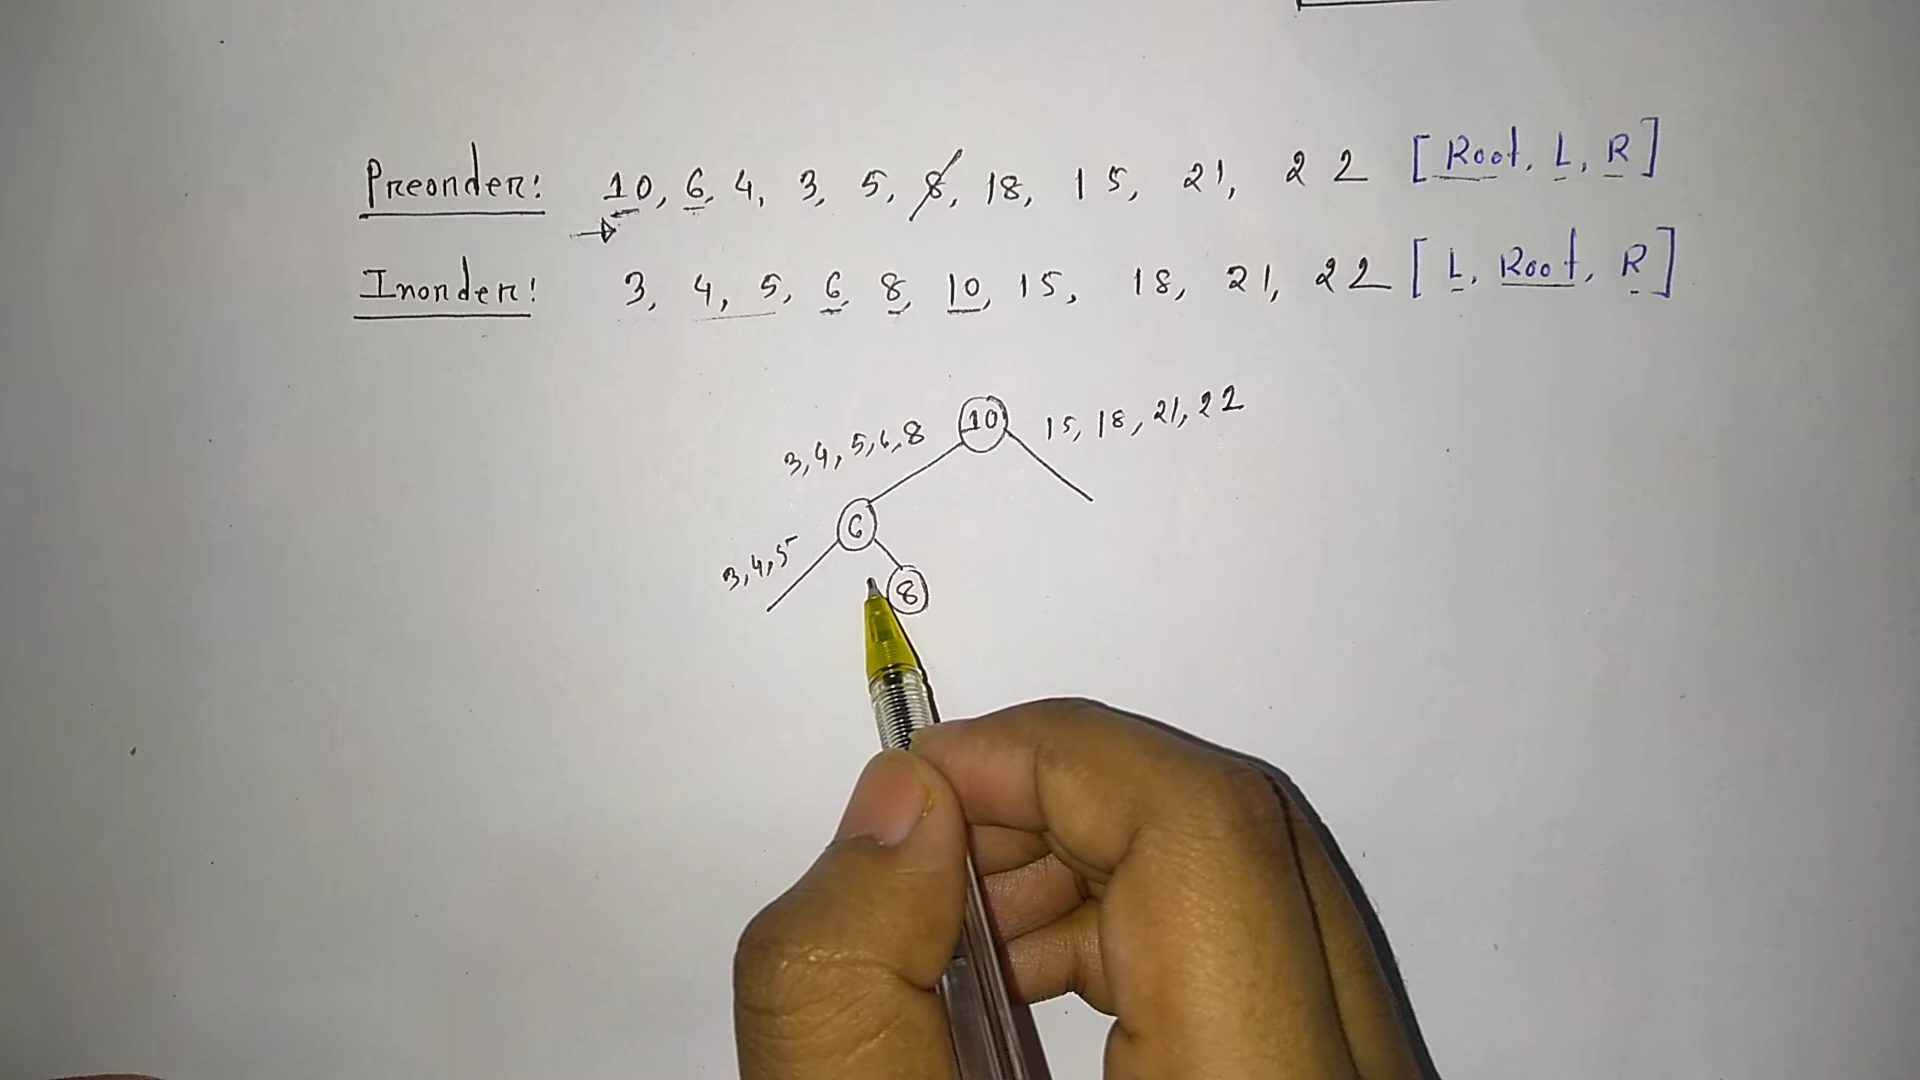 Preorder: 10, 6, 4, 3, 5, 8, 18, 15, 21, 22 [Root, L, R]
Inorder: 3, 4, 5, 6, 8, 10, 15, 18, 21, 22 [L, Root, R]
3, 4, 5, 6, 8 10 15, 18, 21, 22
3, 4, 5 6
8